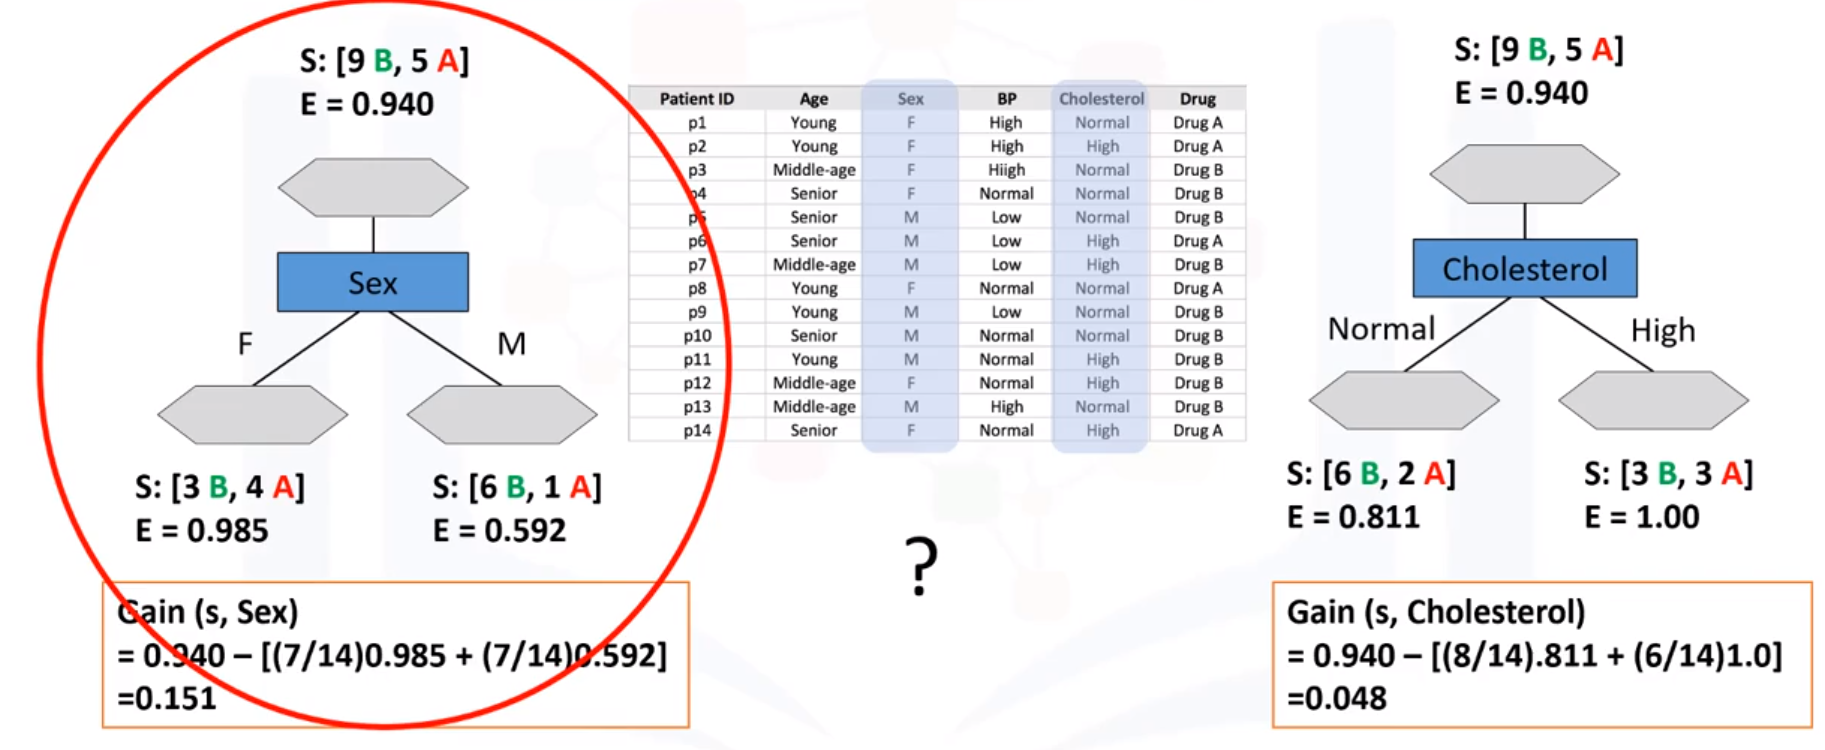 S: [9 B, 5 A]
E = 0.940
Sex
F
M
S: [3 B, 4 A]
E = 0.985
S: [6 B, 1 A]
E = 0.592
Gain (s, Sex)
= 0.940 – [(7/14)0.985 + (7/14)0.592]
=0.151
Patient ID Age Sex BP Cholesterol Drug
p1 Young F High Normal Drug A
p2 Young F High High Drug A
p3 Middle-age F Hiigh Normal Drug B
p4 Senior F Normal Normal Drug B
p5 Senior M Low Normal Drug B
p6 Senior M Low High Drug A
p7 Middle-age M Low High Drug B
p8 Young F Normal Normal Drug A
p9 Young M Low Normal Drug B
p10 Senior M Normal Normal Drug B
p11 Young M Normal High Drug B
p12 Middle-age F Normal High Drug B
p13 Middle-age M High Normal Drug B
p14 Senior F Normal High Drug A
?
S: [9 B, 5 A]
E = 0.940
Cholesterol
Normal
High
S: [6 B, 2 A]
E = 0.811
S: [3 B, 3 A]
E = 1.00
Gain (s, Cholesterol)
= 0.940 – [(8/14).811 + (6/14)1.0]
=0.048